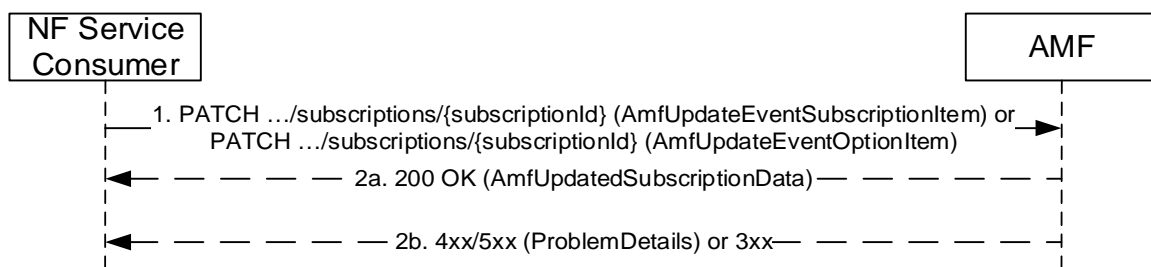 NF Service
Consumer
AMF
1. PATCH …/subscriptions/{subscriptionId} (AmfUpdateEventSubscriptionItem) or
PATCH …/subscriptions/{subscriptionId} (AmfUpdateEventOptionItem)
2a. 200 OK (AmfUpdatedSubscriptionData)
2b. 4xx/5xx (ProblemDetails) or 3xx